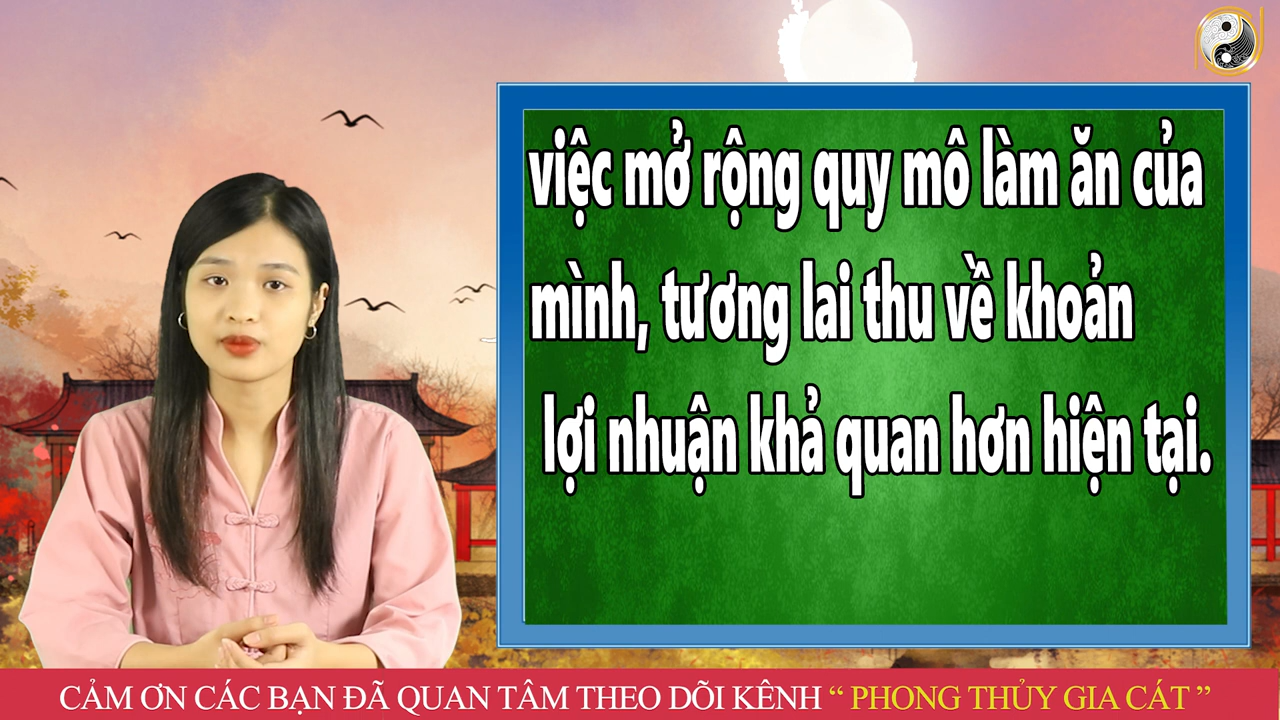 việc mở rộng quy mô làm ăn của
mình, tương lai thu về khoản
lợi nhuận khả quan hơn hiện tại.
CẢM ƠN CÁC BẠN ĐÃ QUAN TÂM THEO DÕI KÊNH “ PHONG THỦY GIA CÁT ”